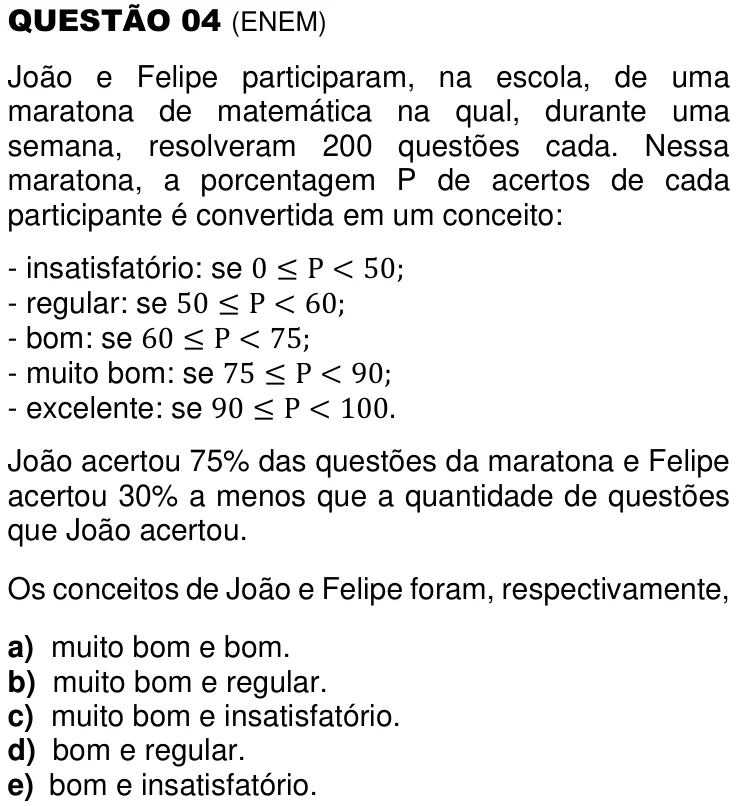 QUESTÃO 04 (ENEM)
João e Felipe participaram, na escola, de uma
maratona de matemática na qual, durante uma
semana, resolveram 200 questões cada. Nessa
maratona, a porcentagem P de acertos de cada
participante é convertida em um conceito:
- insatisfatório: se 0 ≤ P < 50;
- regular: se 50 ≤ P < 60;
- bom: se 60 ≤ P < 75;
- muito bom: se 75 ≤ P < 90;
- excelente: se 90 ≤ P < 100.
João acertou 75% das questões da maratona e Felipe
acertou 30% a menos que a quantidade de questões
que João acertou.
Os conceitos de João e Felipe foram, respectivamente,
a) muito bom e bom.
b) muito bom e regular.
c) muito bom e insatisfatório.
d) bom e regular.
e) bom e insatisfatório.